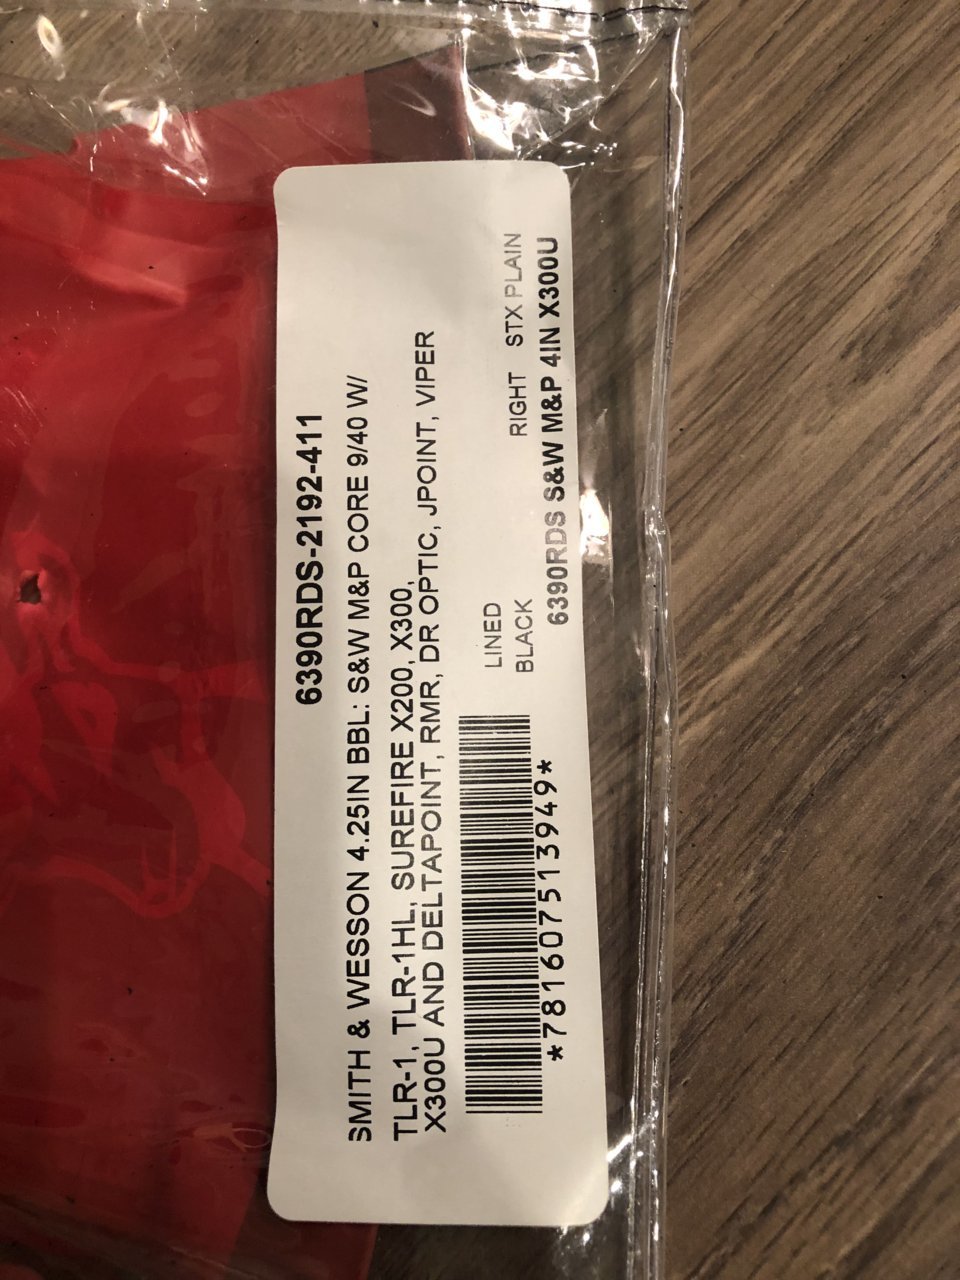 6390RDS-2192-411
SMITH & WESSON 4.25IN BBL: S&W M&P CORE 9/40 W/
TLR-1, TLR-1HL, SUREFIRE X200, X300,
X300U AND DELTAPOINT, RMR, DR OPTIC, JPOINT, VIPER
LINED
BLACK RIGHT STX PLAIN
*781607513949*
6390RDS S&W M&P 4IN X300U